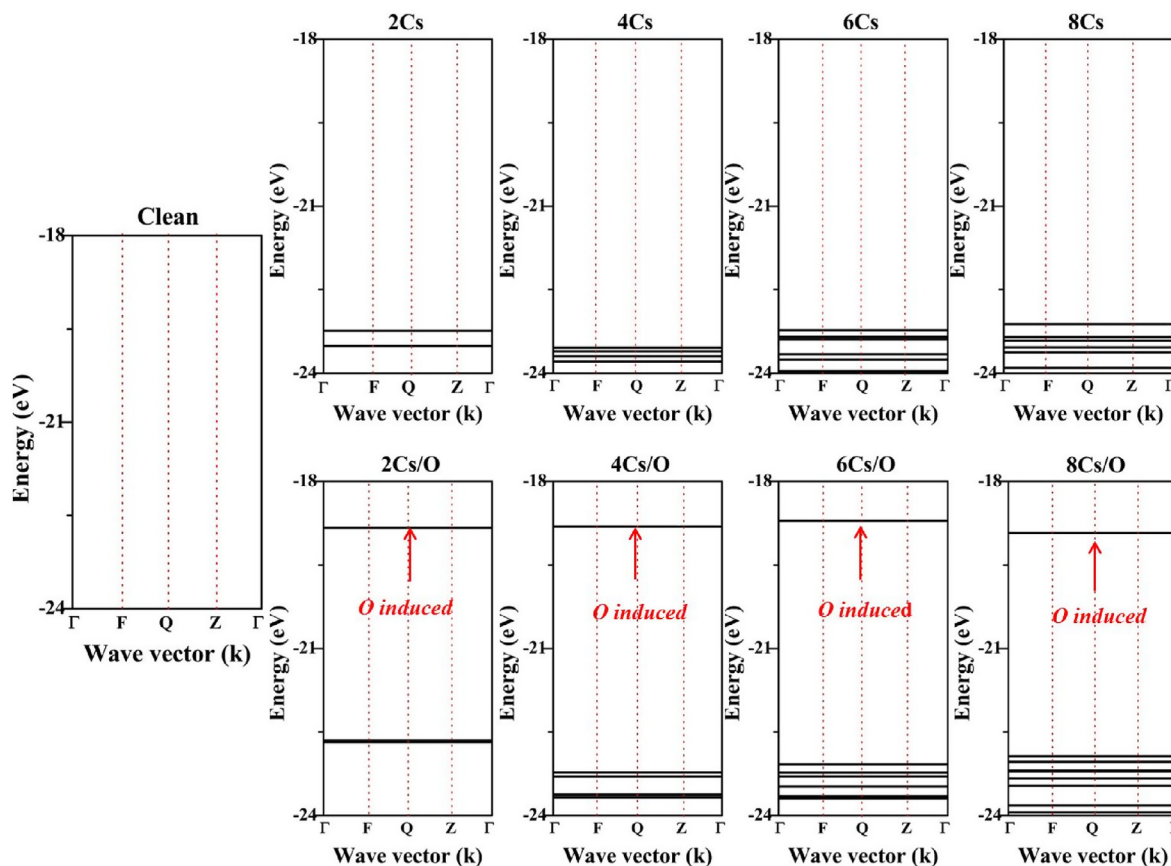 2Cs
-18
-21
-24
Energy (eV)
Γ F Q Z Γ
Wave vector (k)
4Cs
-18
-21
-24
Energy (eV)
Γ F Q Z Γ
Wave vector (k)
6Cs
-18
-21
-24
Energy (eV)
Γ F Q Z Γ
Wave vector (k)
8Cs
-18
-21
-24
Energy (eV)
Γ F Q Z Γ
Wave vector (k)
Clean
-18
-21
-24
Energy (eV)
Γ F Q Z Γ
Wave vector (k)
2Cs/O
-18
-21
-24
Energy (eV)
O induced
Γ F Q Z Γ
Wave vector (k)
4Cs/O
-18
-21
-24
Energy (eV)
O induced
Γ F Q Z Γ
Wave vector (k)
6Cs/O
-18
-21
-24
Energy (eV)
O induced
Γ F Q Z Γ
Wave vector (k)
8Cs/O
-18
-21
-24
Energy (eV)
O induced
Γ F Q Z Γ
Wave vector (k)